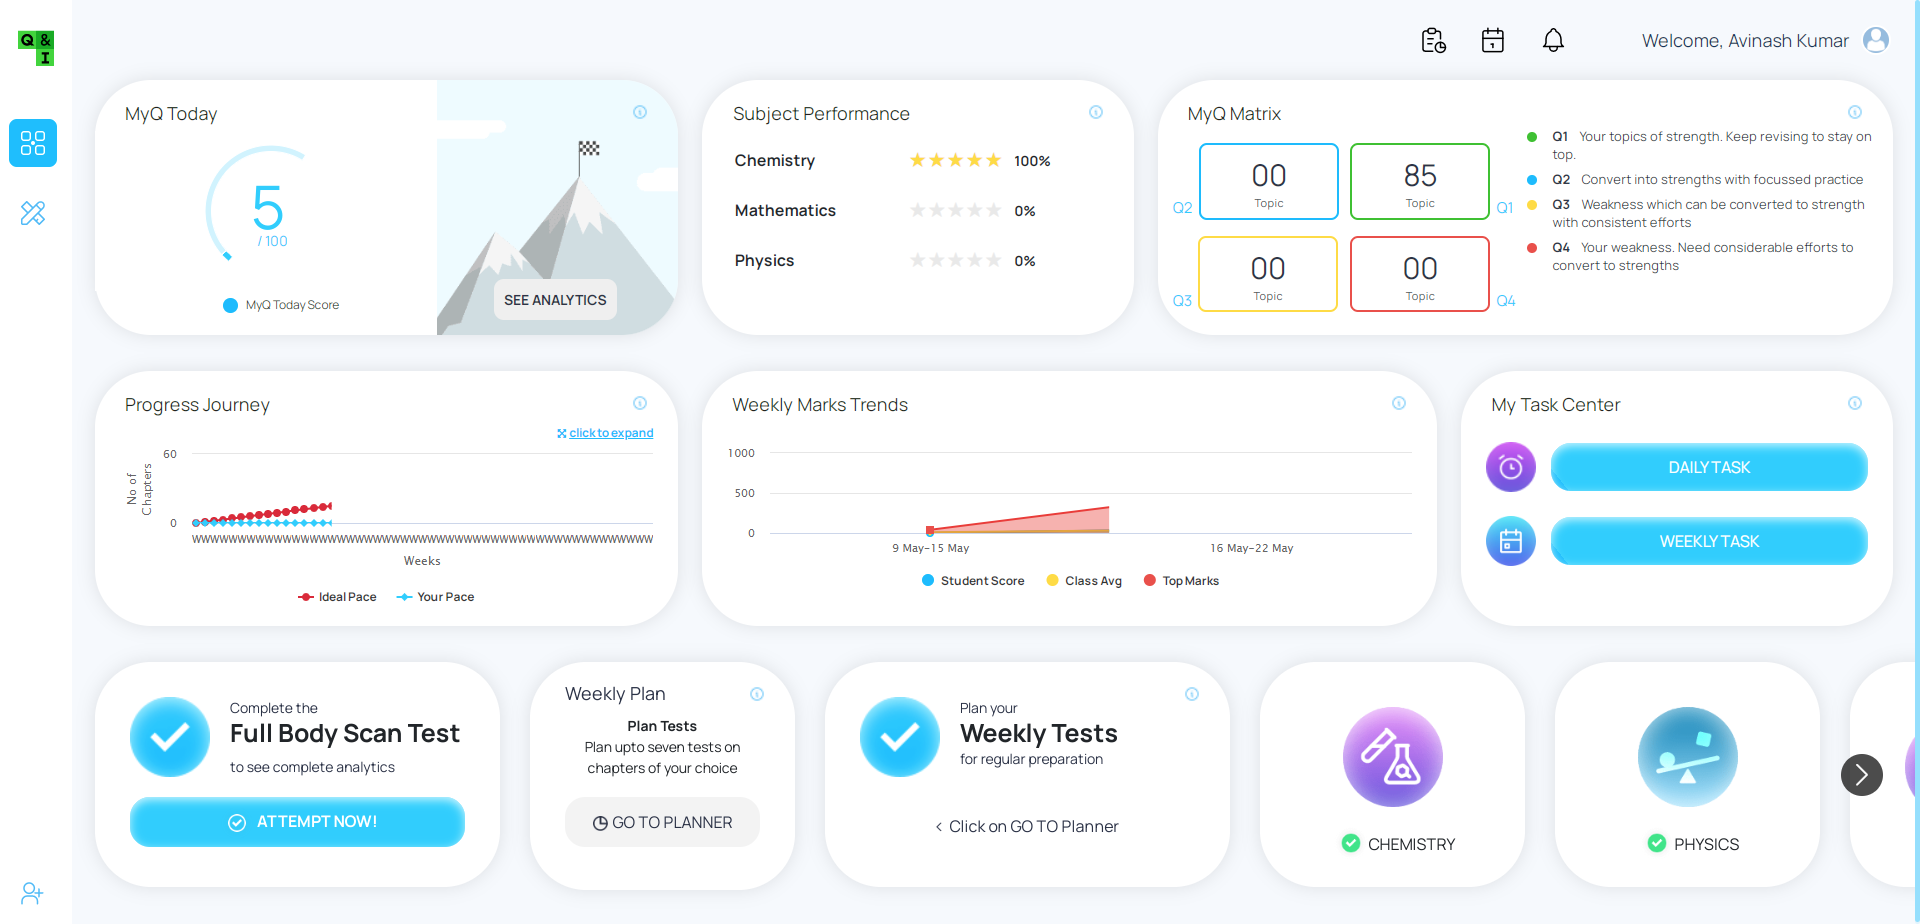 Q &
I
1
Welcome, Avinash Kumar
MyQ Today
5
/ 100
MyQ Today Score
SEE ANALYTICS
Subject Performance
Chemistry 100%
Mathematics 0%
Physics 0%
MyQ Matrix
Q2
00
Topic
85
Topic
Q1
Q3
00
Topic
00
Topic
Q4
Q1 Your topics of strength. Keep revising to stay on
top.
Q2 Convert into strengths with focussed practice
Q3 Weakness which can be converted to strength
with consistent efforts
Q4 Your weakness. Need considerable efforts to
convert to strengths
Progress Journey
click to expand
No of
Chapters
60
0
Weeks
Ideal Pace
Your Pace
Weekly Marks Trends
1000
500
0
9 May-15 May
16 May-22 May
Student Score
Class Avg
Top Marks
My Task Center
DAILY TASK
WEEKLY TASK
Complete the
Full Body Scan Test
to see complete analytics
ATTEMPT NOW!
Weekly Plan
Plan Tests
Plan upto seven tests on
chapters of your choice
GO TO PLANNER
Plan your
Weekly Tests
for regular preparation
< Click on GO TO Planner
CHEMISTRY
PHYSICS